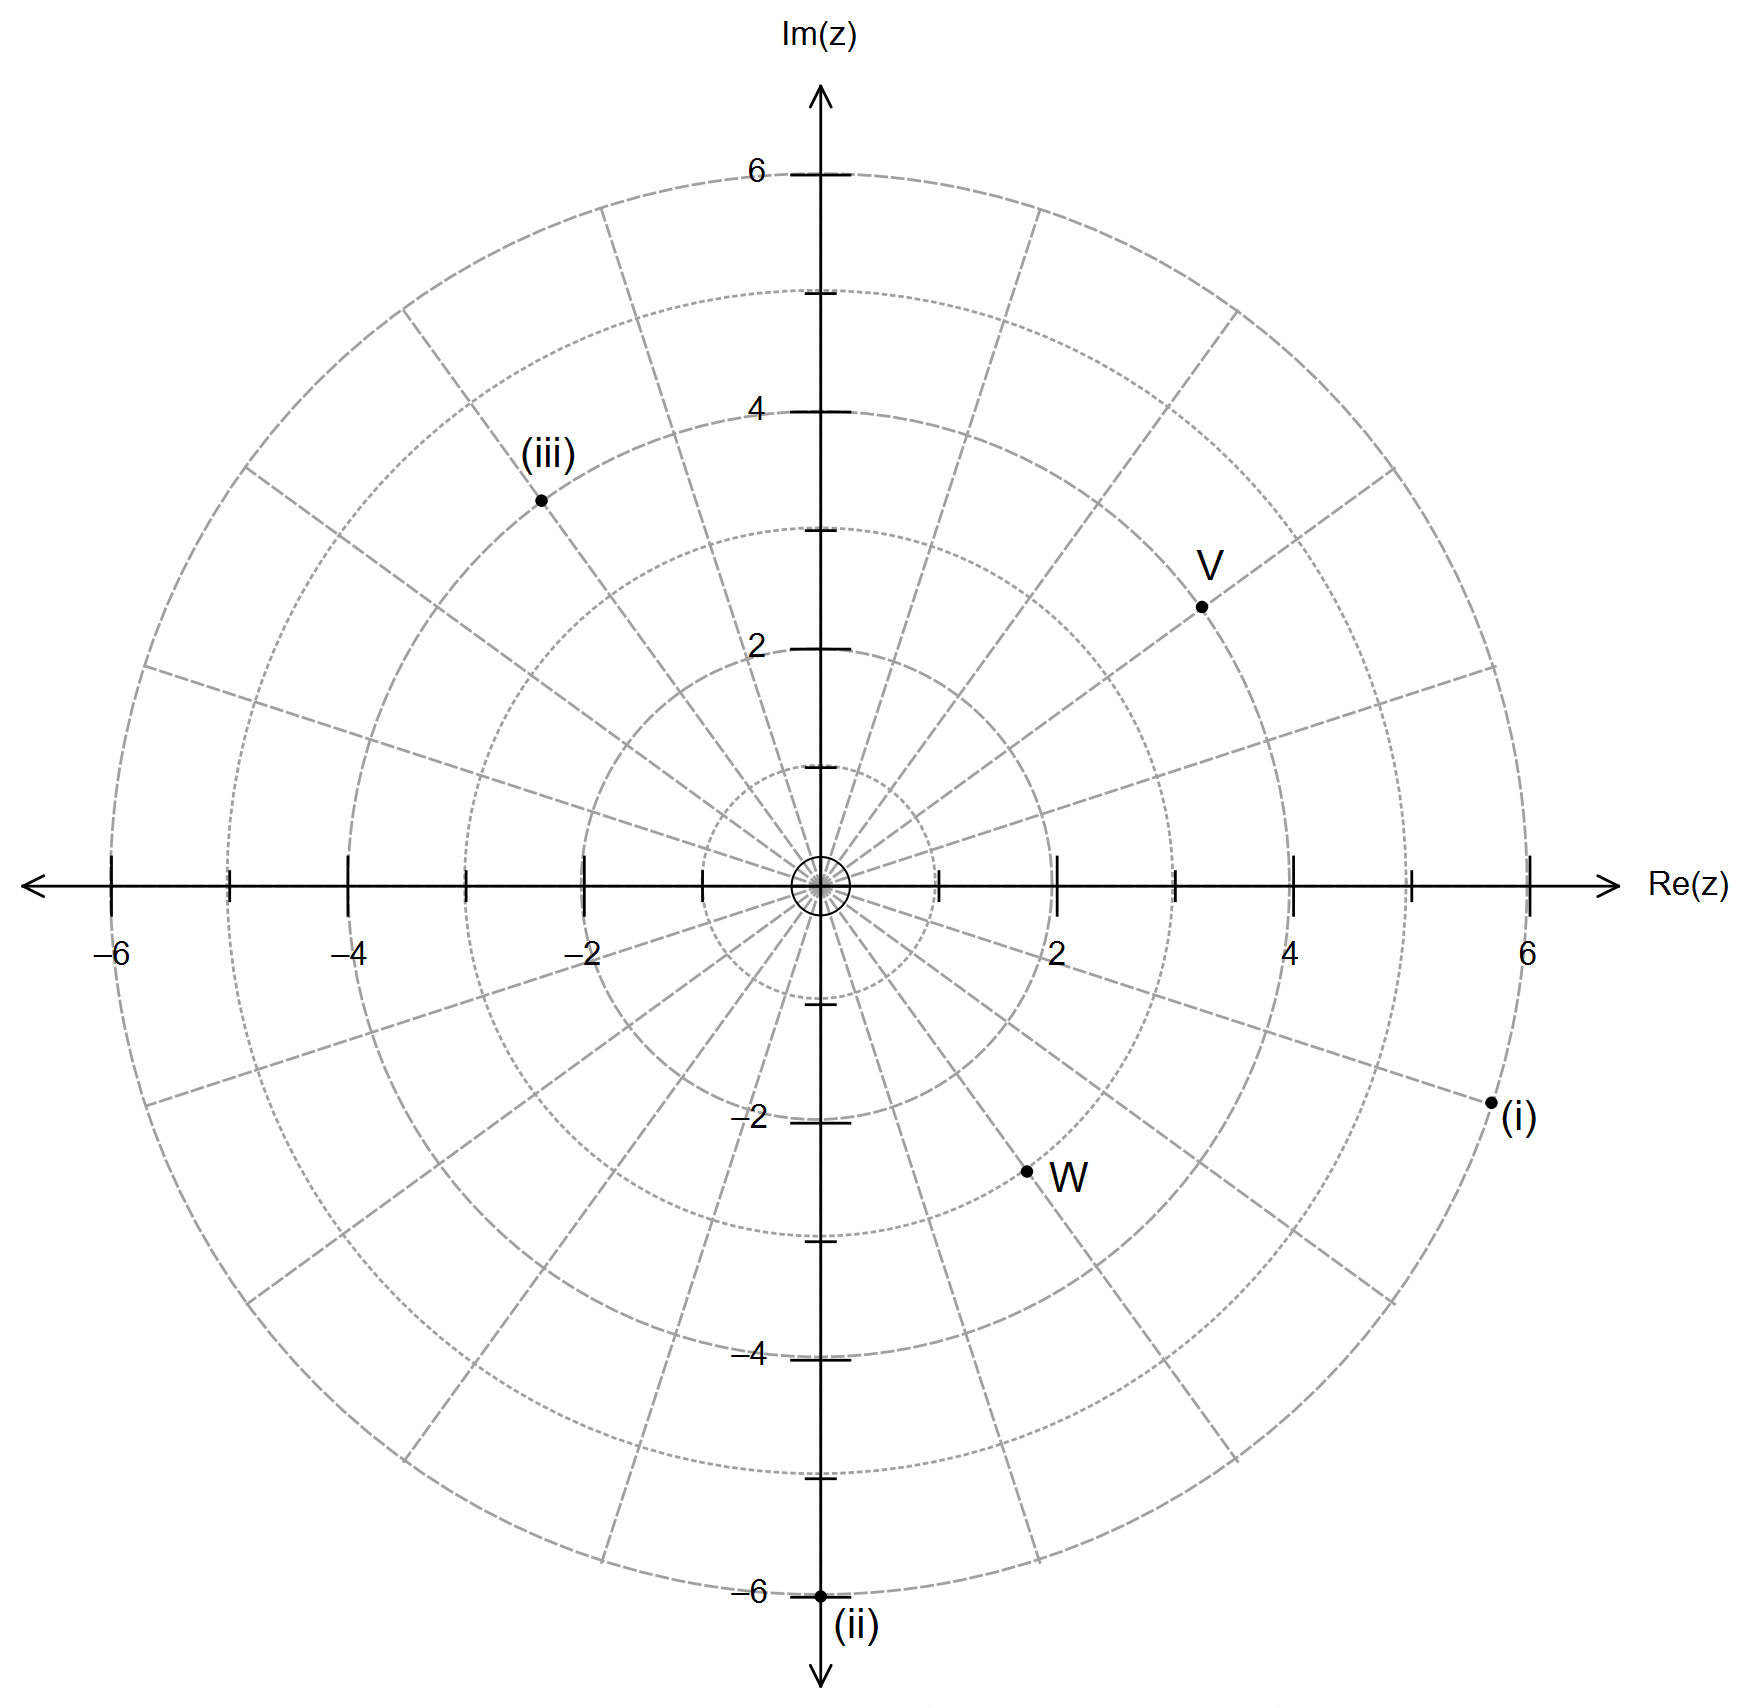 Im(z)
6
4
(iii)
V
2
Re(z)
–6
–4
–2
2
4
6
(i)
–2
W
–4
–6
(ii)